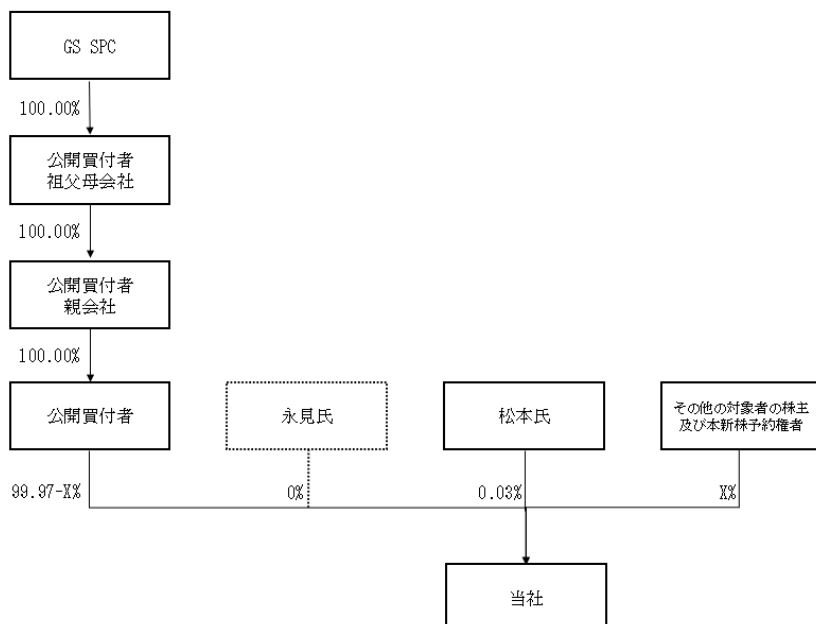 GS SPC
100.00%
公開買付者
祖父母会社
100.00%
公開買付者
親会社
100.00%
公開買付者
永見氏
松本氏
その他の対象者の株主
及び本新株予約権者
99.97-X%
0%
0.03%
X%
当社